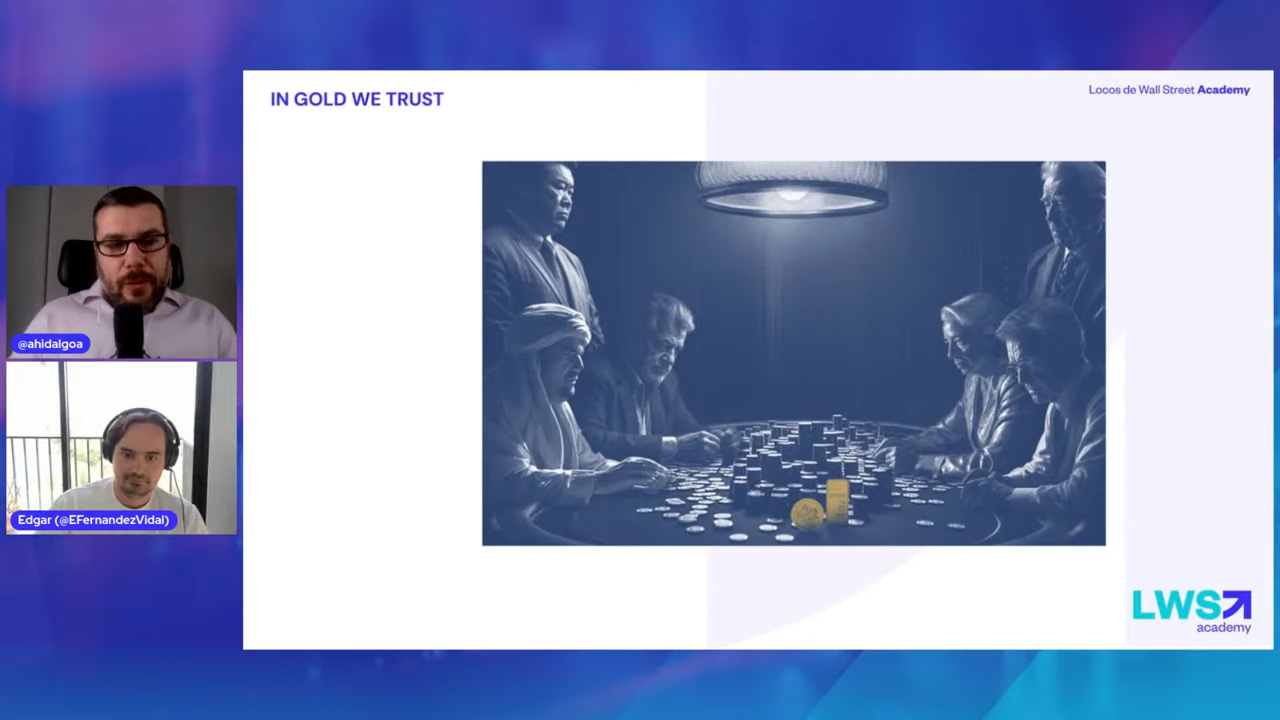 IN GOLD WE TRUST
Locos de Wall Street Academy
@ahidalgoa
Edgar (@EFernandezVidal)
LWS
academy